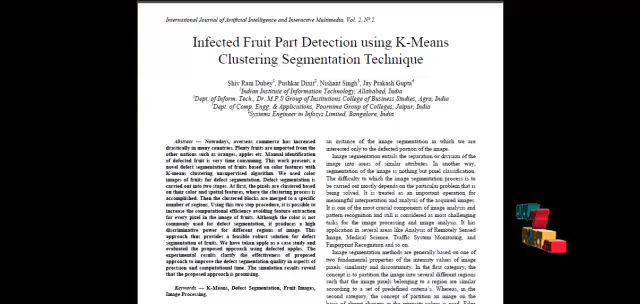 International Journal of Artificial Intelligence and Interactive Multimedia, Vol. 2, Nº 2.
Infected Fruit Part Detection using K-Means
Clustering Segmentation Technique
Shiv Ram Dubey¹, Pushkar Dixit², Nishant Singh³, Jay Prakash Gupta⁴
¹Indian Institute of Information Technology, Allahabad, India
²Dept. of Inform. Tech., Dr. M.P.S Group of Institutions College of Business Studies, Agra, India
³Dept. of Comp. Engg. & Applications, Poornima Group of Colleges, Jaipur, India
⁴Systems Engineer in Infosys Limited, Bangalore, India
Abstract — Nowadays, overseas commerce has increased
drastically in many countries. Plenty fruits are imported from the
other nations such as oranges, apples etc. Manual identification
of defected fruit is very time consuming. This work presents a
novel defect segmentation of fruits based on color features with
K-means clustering unsupervised algorithm. We used color
images of fruits for defect segmentation. Defect segmentation is
carried out into two stages. At first, the pixels are clustered based
on their color and spatial features, where the clustering process is
accomplished. Then the clustered blocks are merged to a specific
number of regions. Using this two step procedure, it is possible to
increase the computational efficiency avoiding feature extraction
for every pixel in the image of fruits. Although the color is not
commonly used for defect segmentation, it produces a high
discriminative power for different regions of image. This
approach thus provides a feasible robust solution for defect
segmentation of fruits. We have taken apple as a case study and
evaluated the proposed approach using defected apples. The
experimental results clarify the effectiveness of proposed
approach to improve the defect segmentation quality in aspects of
precision and computational time. The simulation results reveal
that the proposed approach is promising.
Keywords — K-Means, Defect Segmentation, Fruit Images,
Image Processing.
an instance of the image segmentation in which we are
interested only to the defected portion of the image.
Image segmentation entails the separation or division of the
image into areas of similar attributes. In another way,
segmentation of the image is nothing but pixel classification.
The difficulty to which the image segmentation process is to
be carried out mostly depends on the particular problem that is
being solved. It is treated as an important operation for
meaningful interpretation and analysis of the acquired images.
It is one of the most crucial components of image analysis and
pattern recognition and still is considered as most challenging
tasks for the image processing and image analysis. It has
application in several areas like Analysis of Remotely Sensed
Image, Medical Science, Traffic System Monitoring, and
Fingerprint Recognition and so on.
Image segmentation methods are generally based on one of
two fundamental properties of the intensity values of image
pixels: similarity and discontinuity. In the first category, the
concept is to partition the image into several different regions
such that the image pixels belonging to a region are similar
according to a set of predefined criteria's. Whereas, in the
second category, the concept of partition an image on the